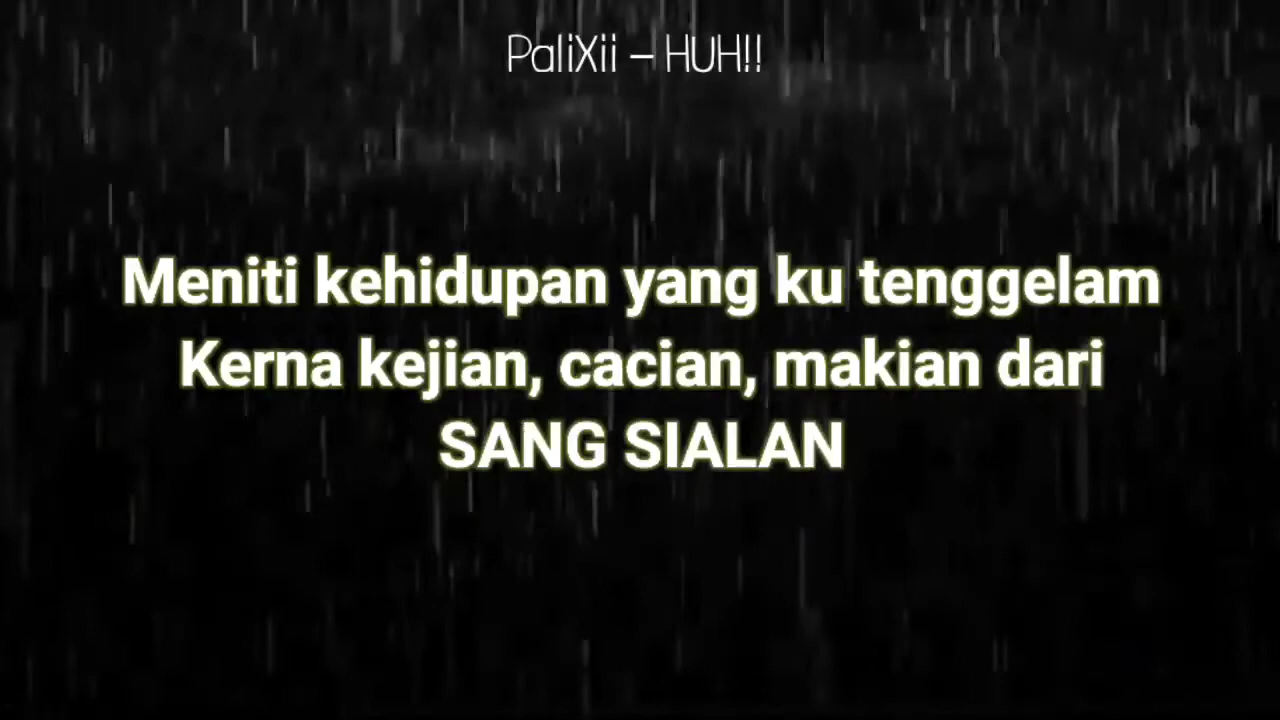 PaliXii – HUH!!
Meniti kehidupan yang ku tenggelam
Kerna kejian, cacian, makian dari
SANG SIALAN